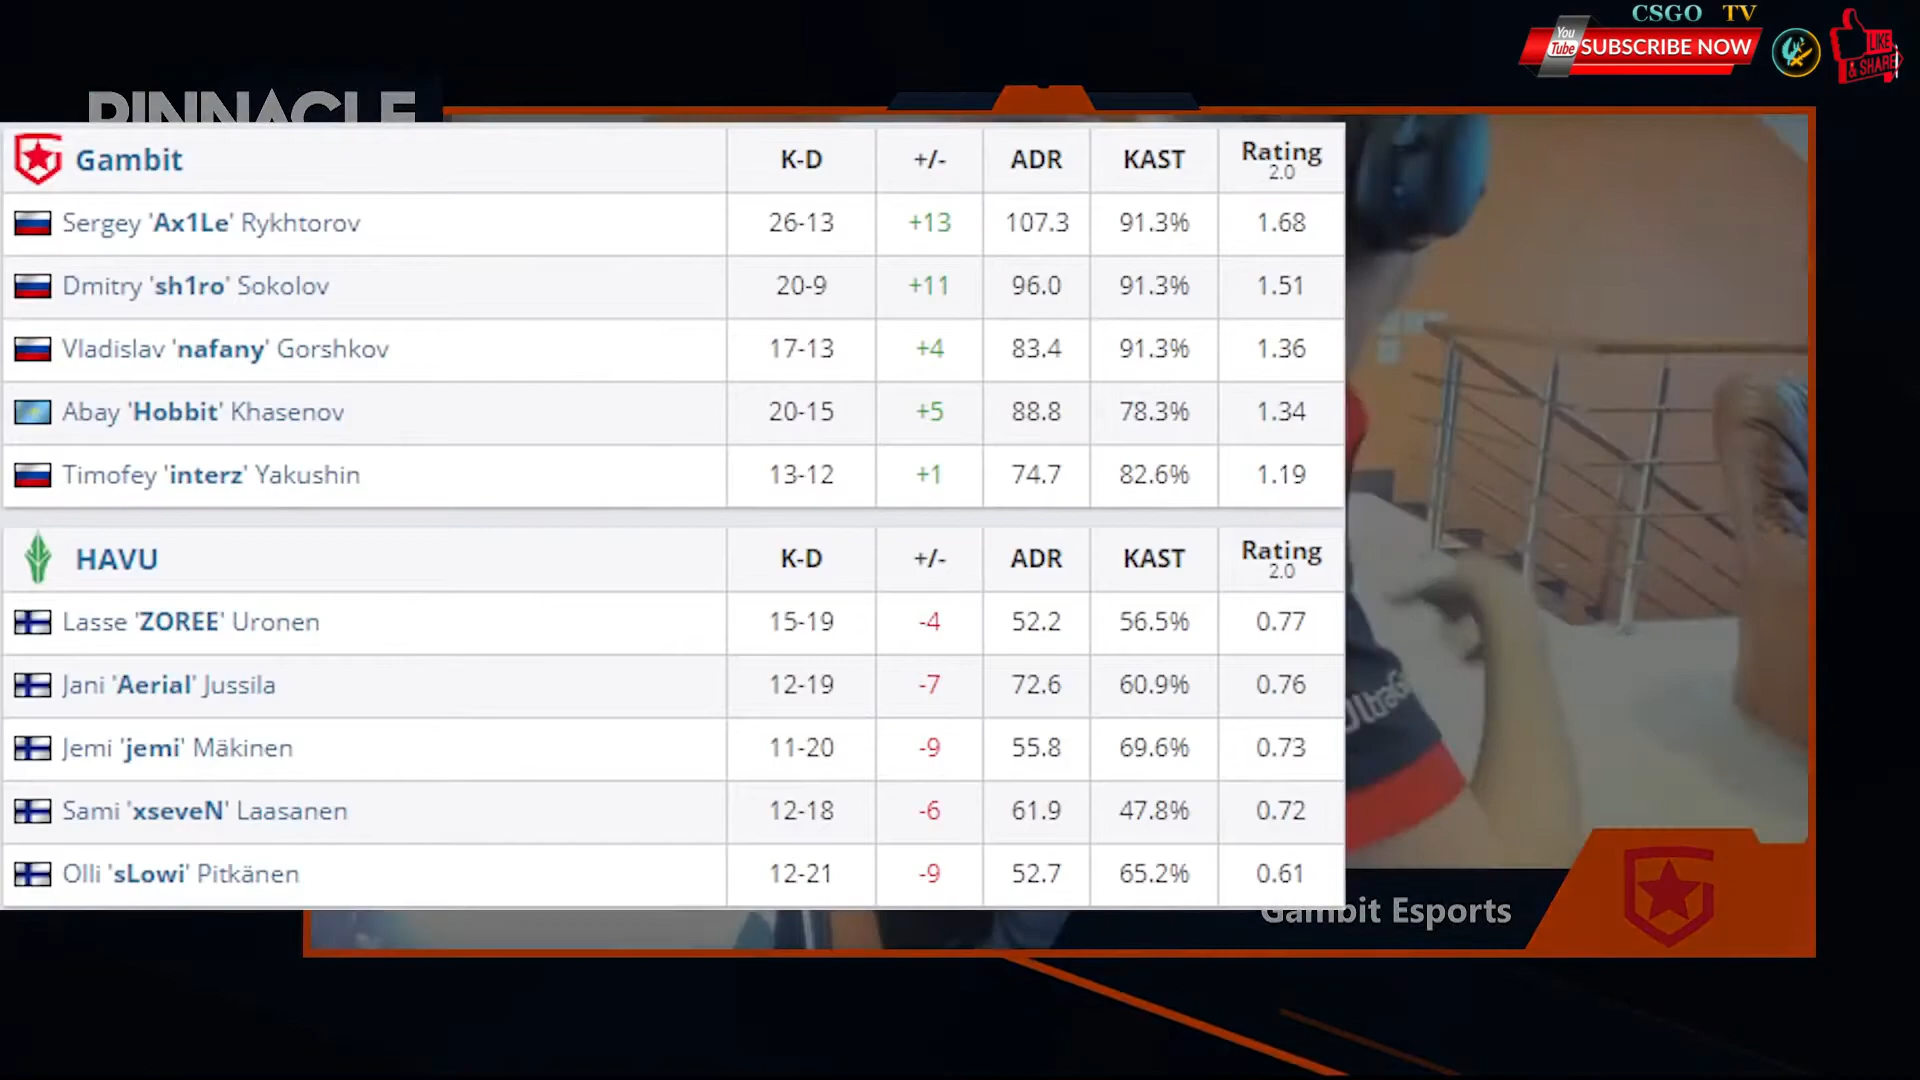 CSGO TV
You
Tube
SUBSCRIBE NOW
LIKE
& SHARE
PINNACLE
Gambit K-D +/- ADR KAST Rating 2.0
Sergey 'Ax1Le' Rykhtorov 26-13 +13 107.3 91.3% 1.68
Dmitry 'sh1ro' Sokolov 20-9 +11 96.0 91.3% 1.51
Vladislav 'nafany' Gorshkov 17-13 +4 83.4 91.3% 1.36
Abay 'Hobbit' Khasenov 20-15 +5 88.8 78.3% 1.34
Timofey 'interz' Yakushin 13-12 +1 74.7 82.6% 1.19
HAVU K-D +/- ADR KAST Rating 2.0
Lasse 'ZOREE' Uronen 15-19 -4 52.2 56.5% 0.77
Jani 'Aerial' Jussila 12-19 -7 72.6 60.9% 0.76
Jemi 'jemi' Mäkinen 11-20 -9 55.8 69.6% 0.73
Sami 'xseveN' Laasanen 12-18 -6 61.9 47.8% 0.72
Olli 'sLowi' Pitkänen 12-21 -9 52.7 65.2% 0.61
Gambit Esports